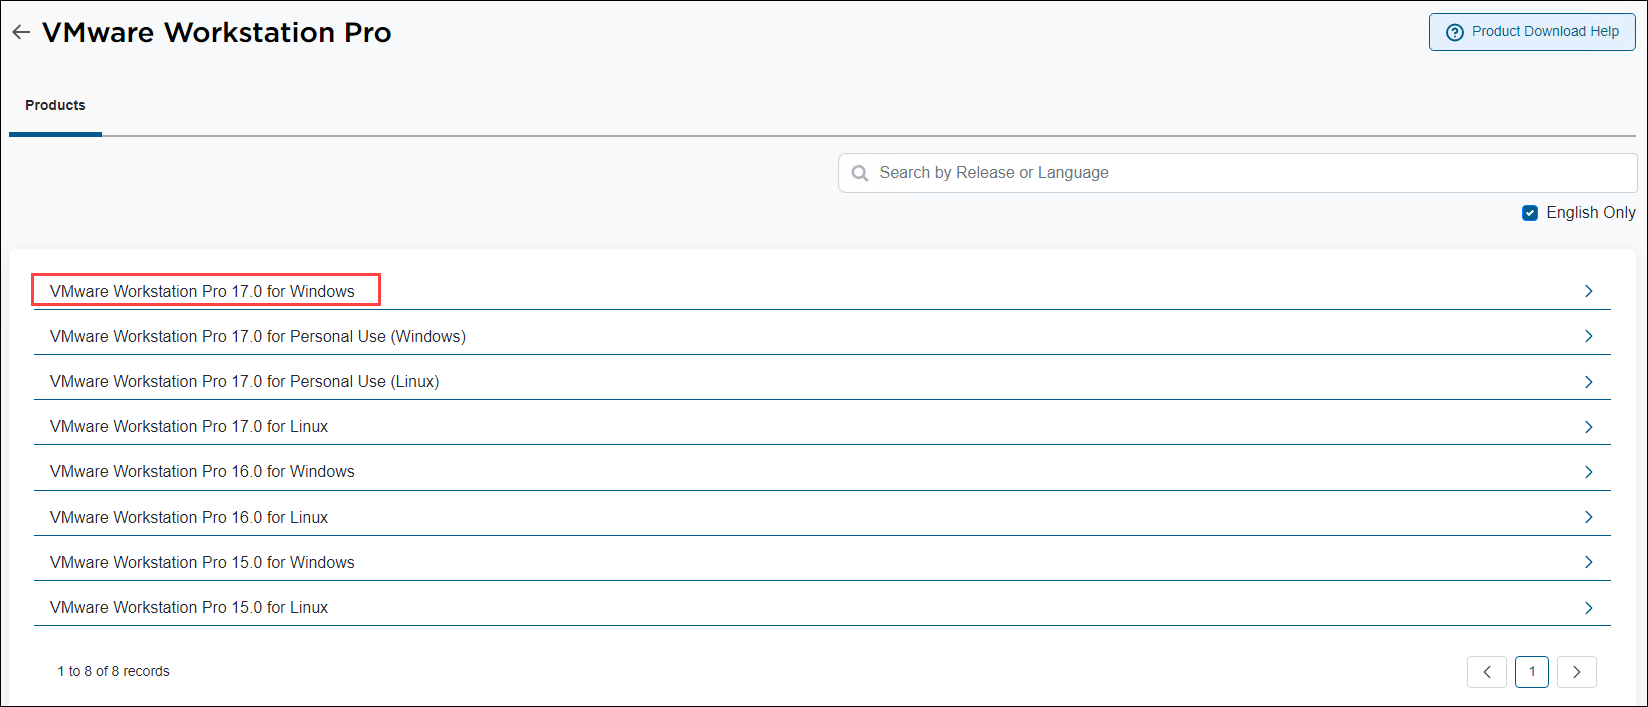 VMware Workstation Pro
Product Download Help
Products
Search by Release or Language
English Only
VMware Workstation Pro 17.0 for Windows
VMware Workstation Pro 17.0 for Personal Use (Windows)
VMware Workstation Pro 17.0 for Personal Use (Linux)
VMware Workstation Pro 17.0 for Linux
VMware Workstation Pro 16.0 for Windows
VMware Workstation Pro 16.0 for Linux
VMware Workstation Pro 15.0 for Windows
VMware Workstation Pro 15.0 for Linux
1 to 8 of 8 records
1